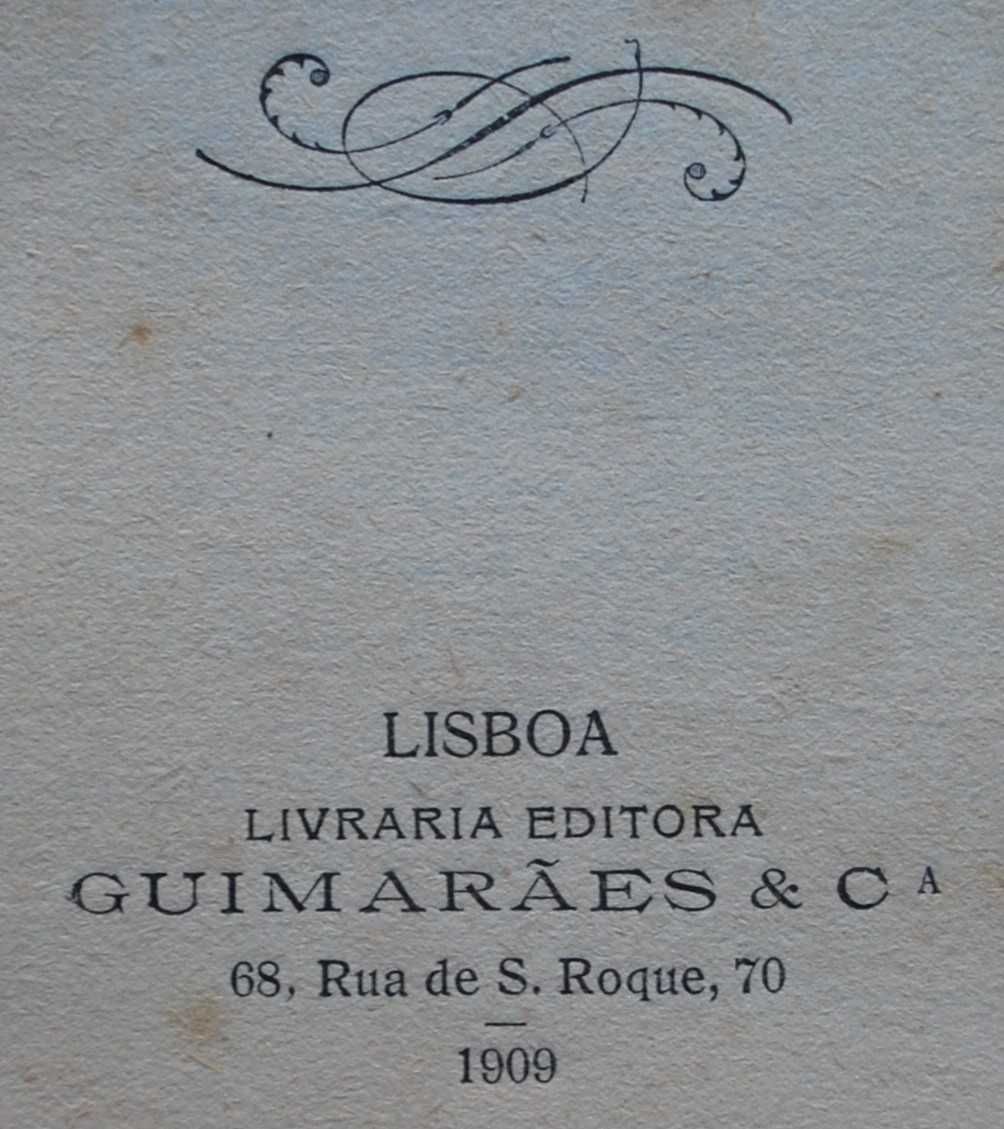 LISBOA
LIVRARIA EDITORA
GUIMARÃES & Cᴬ
68, Rua de S. Roque, 70
1909